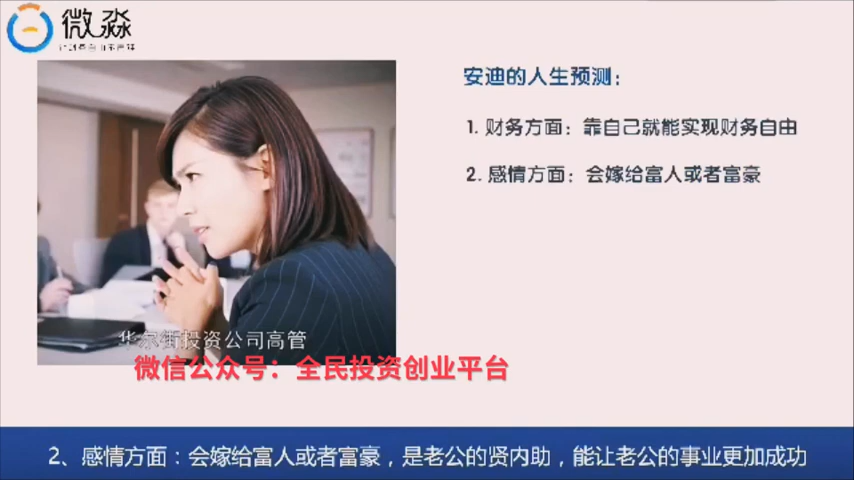 微淼
安迪的人生预测：
1. 财务方面：靠自己就能实现财务自由
2. 感情方面：会嫁给富人或者富豪
华尔街投资公司高管
微信公众号：全民投资创业平台
2、感情方面：会嫁给富人或者富豪，是老公的贤内助，能让老公的事业更加成功